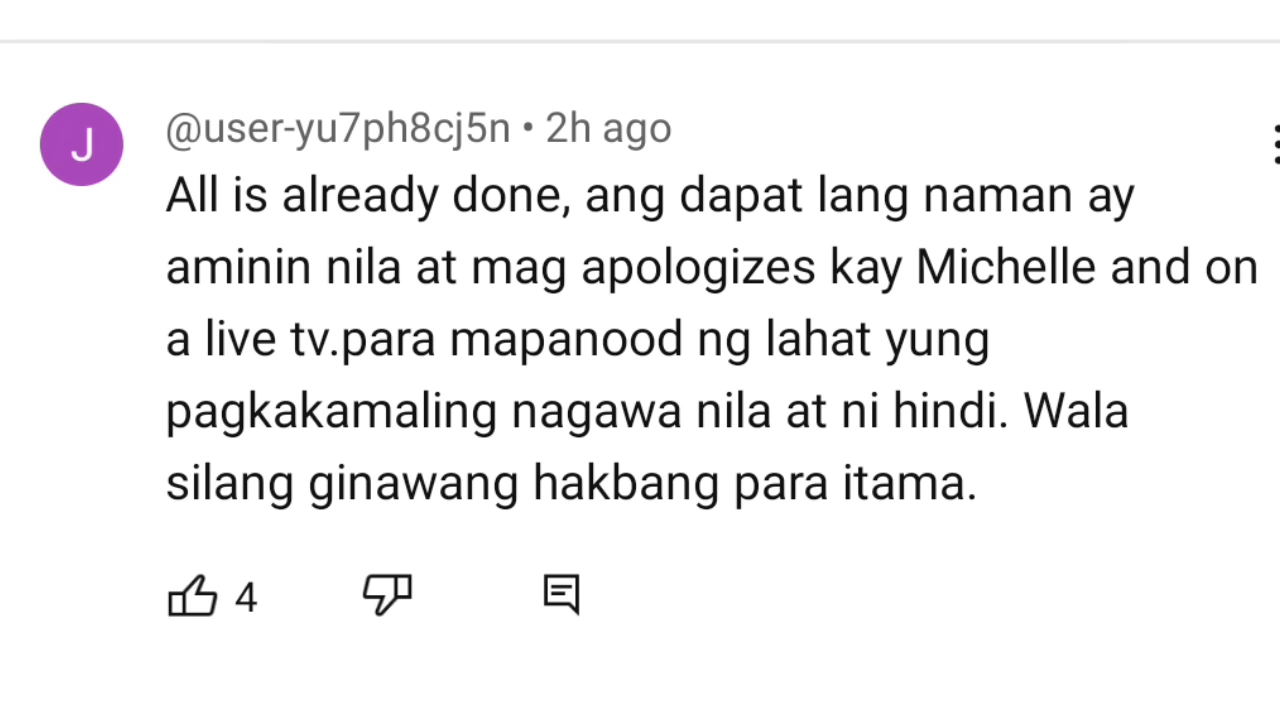 J
@user-yu7ph8cj5n • 2h ago
All is already done, ang dapat lang naman ay
aminin nila at mag apologizes kay Michelle and on
a live tv.para mapanood ng lahat yung
pagkakamaling nagawa nila at ni hindi. Wala
silang ginawang hakbang para itama.
4